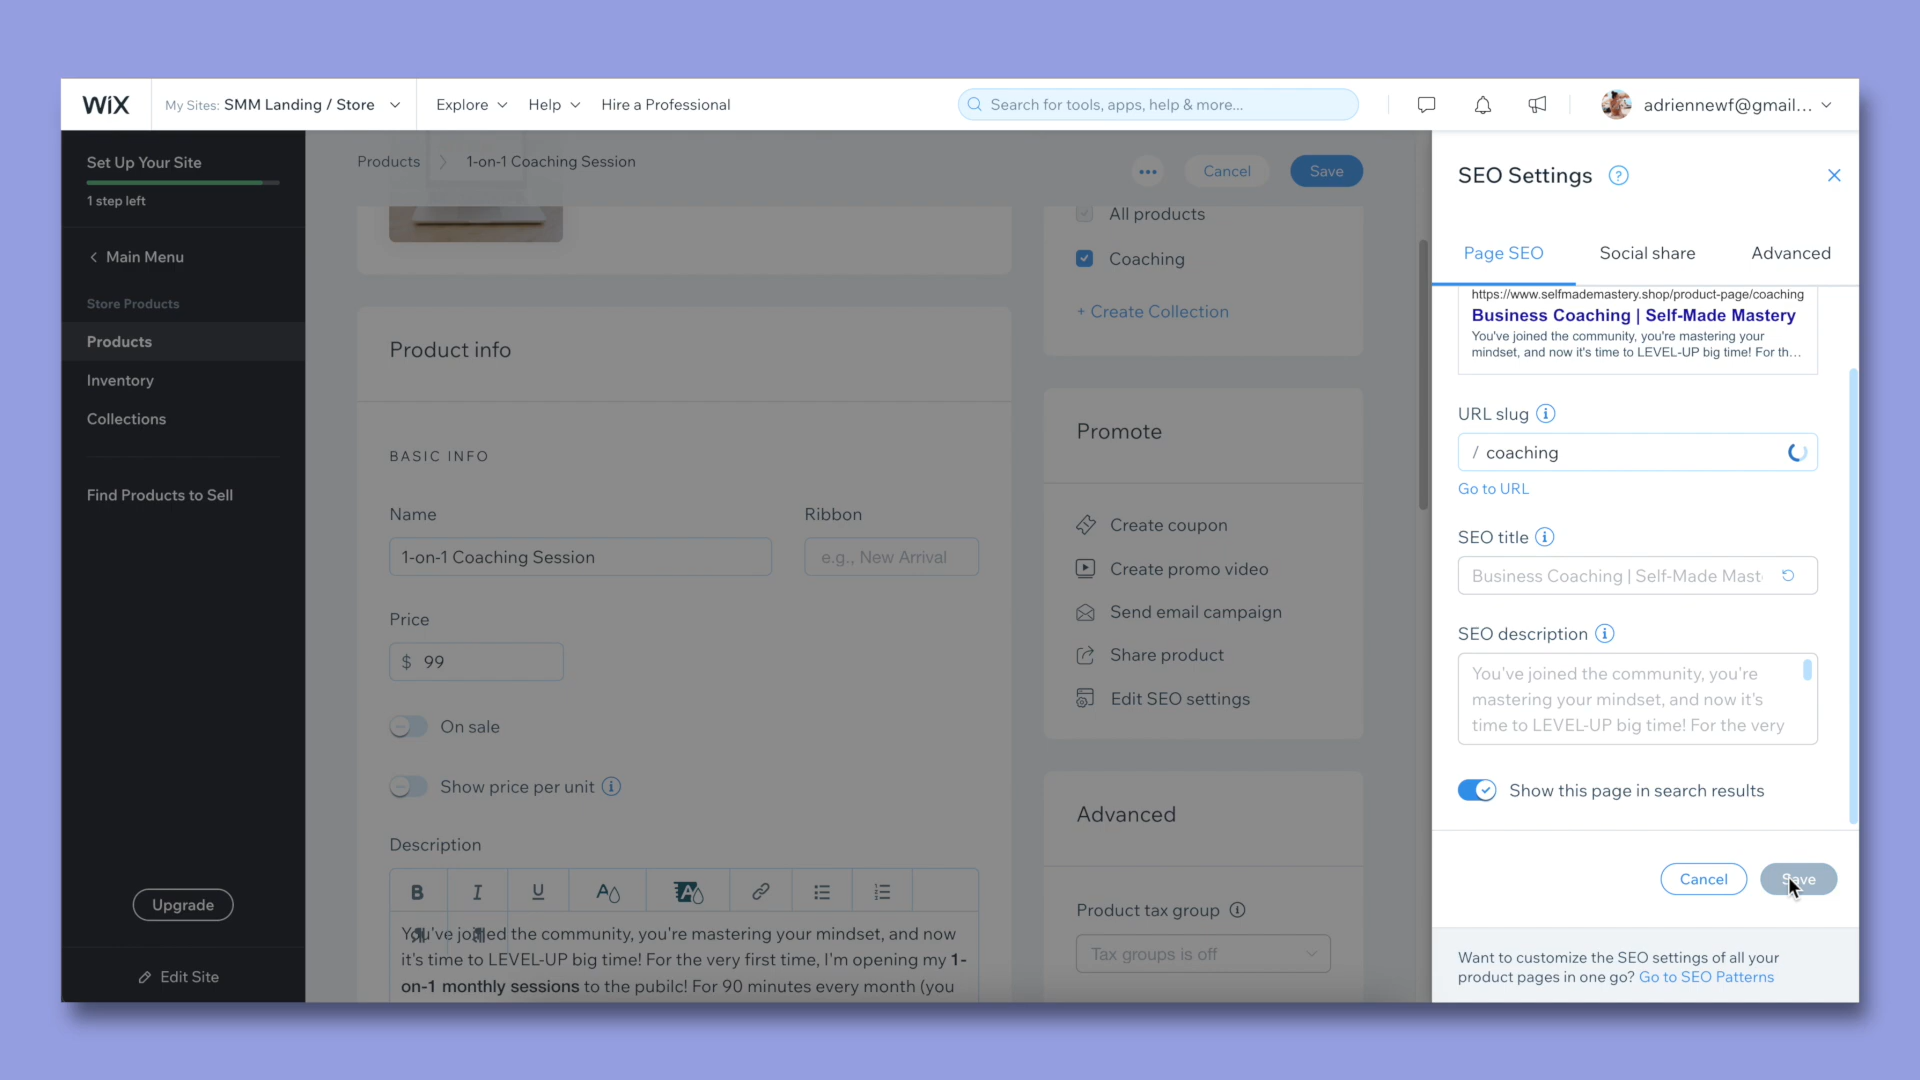 WiX
My Sites: SMM Landing / Store
Explore
Help
Hire a Professional
Search for tools, apps, help & more...
adriennewf@gmail...
Set Up Your Site
1 step left
Main Menu
Store Products
Products
Inventory
Collections
Find Products to Sell
Upgrade
Edit Site
Products
1-on-1 Coaching Session
Cancel
Save
Product info
BASIC INFO
Name
Ribbon
1-on-1 Coaching Session
e.g., New Arrival
Price
$ 99
On sale
Show price per unit
Description
B I U A A
You've joined the community, you're mastering your mindset, and now
it's time to LEVEL-UP big time! For the very first time, I'm opening my 1-
on-1 monthly sessions to the pubilc! For 90 minutes every month (you
All products
Coaching
+ Create Collection
Promote
Create coupon
Create promo video
Send email campaign
Share product
Edit SEO settings
Advanced
Product tax group
Tax groups is off
SEO Settings
Page SEO
Social share
Advanced
https://www.selfmademastery.shop/product-page/coaching
Business Coaching | Self-Made Mastery
You've joined the community, you're mastering your
mindset, and now it's time to LEVEL-UP big time! For th...
URL slug
/ coaching
Go to URL
SEO title
Business Coaching | Self-Made Mast
SEO description
You've joined the community, you're
mastering your mindset, and now it's
time to LEVEL-UP big time! For the very
Show this page in search results
Cancel
Save
Want to customize the SEO settings of all your
product pages in one go? Go to SEO Patterns